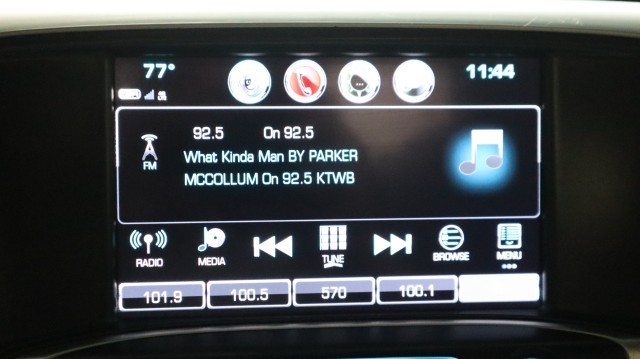 77° 11:44
92.5 On 92.5
FM
What Kinda Man BY PARKER
MCCOLLUM On 92.5 KTWB
RADIO MEDIA TUNE BROWSE MENU
101.9 100.5 570 100.1